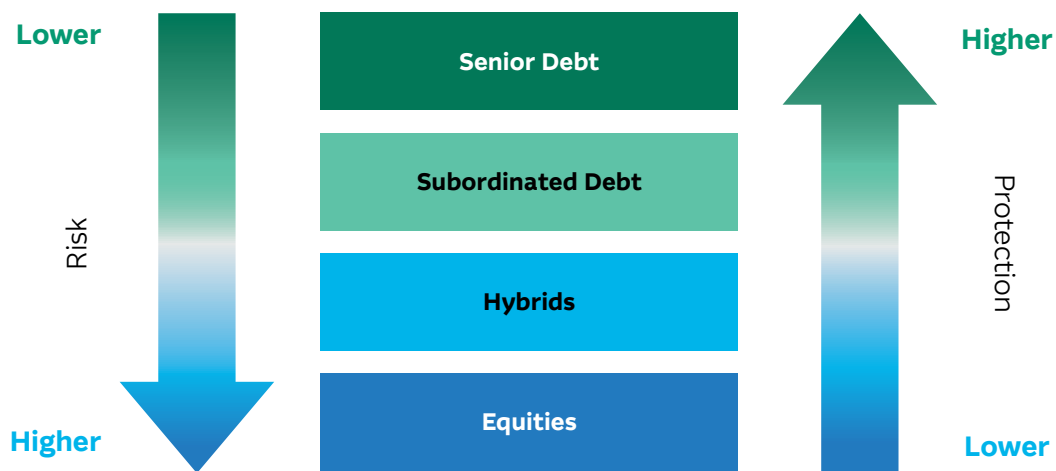 Lower
Senior Debt
Higher
Subordinated Debt
Risk
Protection
Hybrids
Equities
Higher
Lower